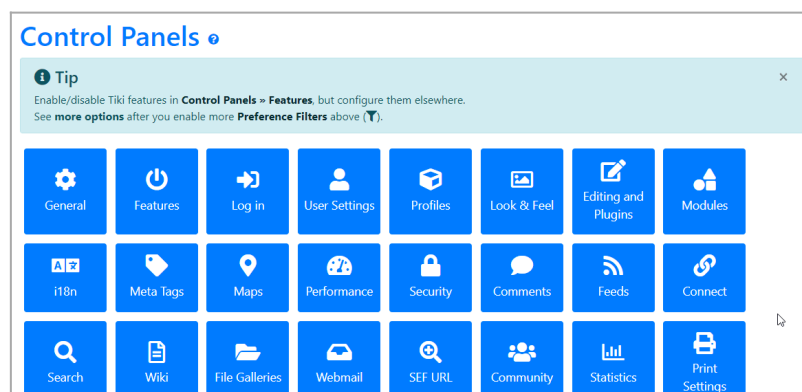 Control Panels
Tip
Enable/disable Tiki features in Control Panels » Features, but configure them elsewhere.
See more options after you enable more Preference Filters above ( ).
General
Features
Log in
User Settings
Profiles
Look & Feel
Editing and
Plugins
Modules
i18n
Meta Tags
Maps
Performance
Security
Comments
Feeds
Connect
Search
Wiki
File Galleries
Webmail
SEF URL
Community
Statistics
Print
Settings